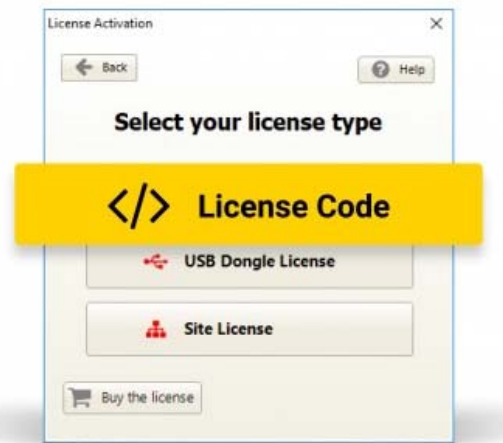 License Activation
Back
Help
Select your license type
</> License Code
USB Dongle License
Site License
Buy the license